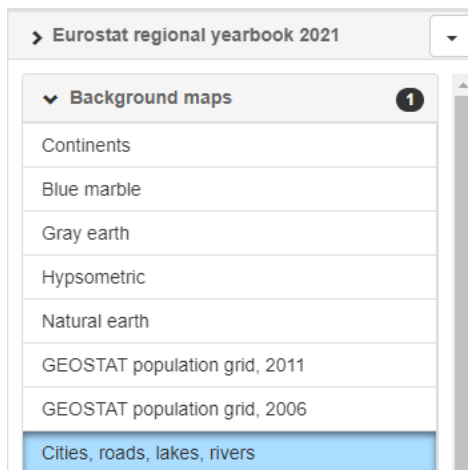 Eurostat regional yearbook 2021
Background maps 1
Continents
Blue marble
Gray earth
Hypsometric
Natural earth
GEOSTAT population grid, 2011
GEOSTAT population grid, 2006
Cities, roads, lakes, rivers